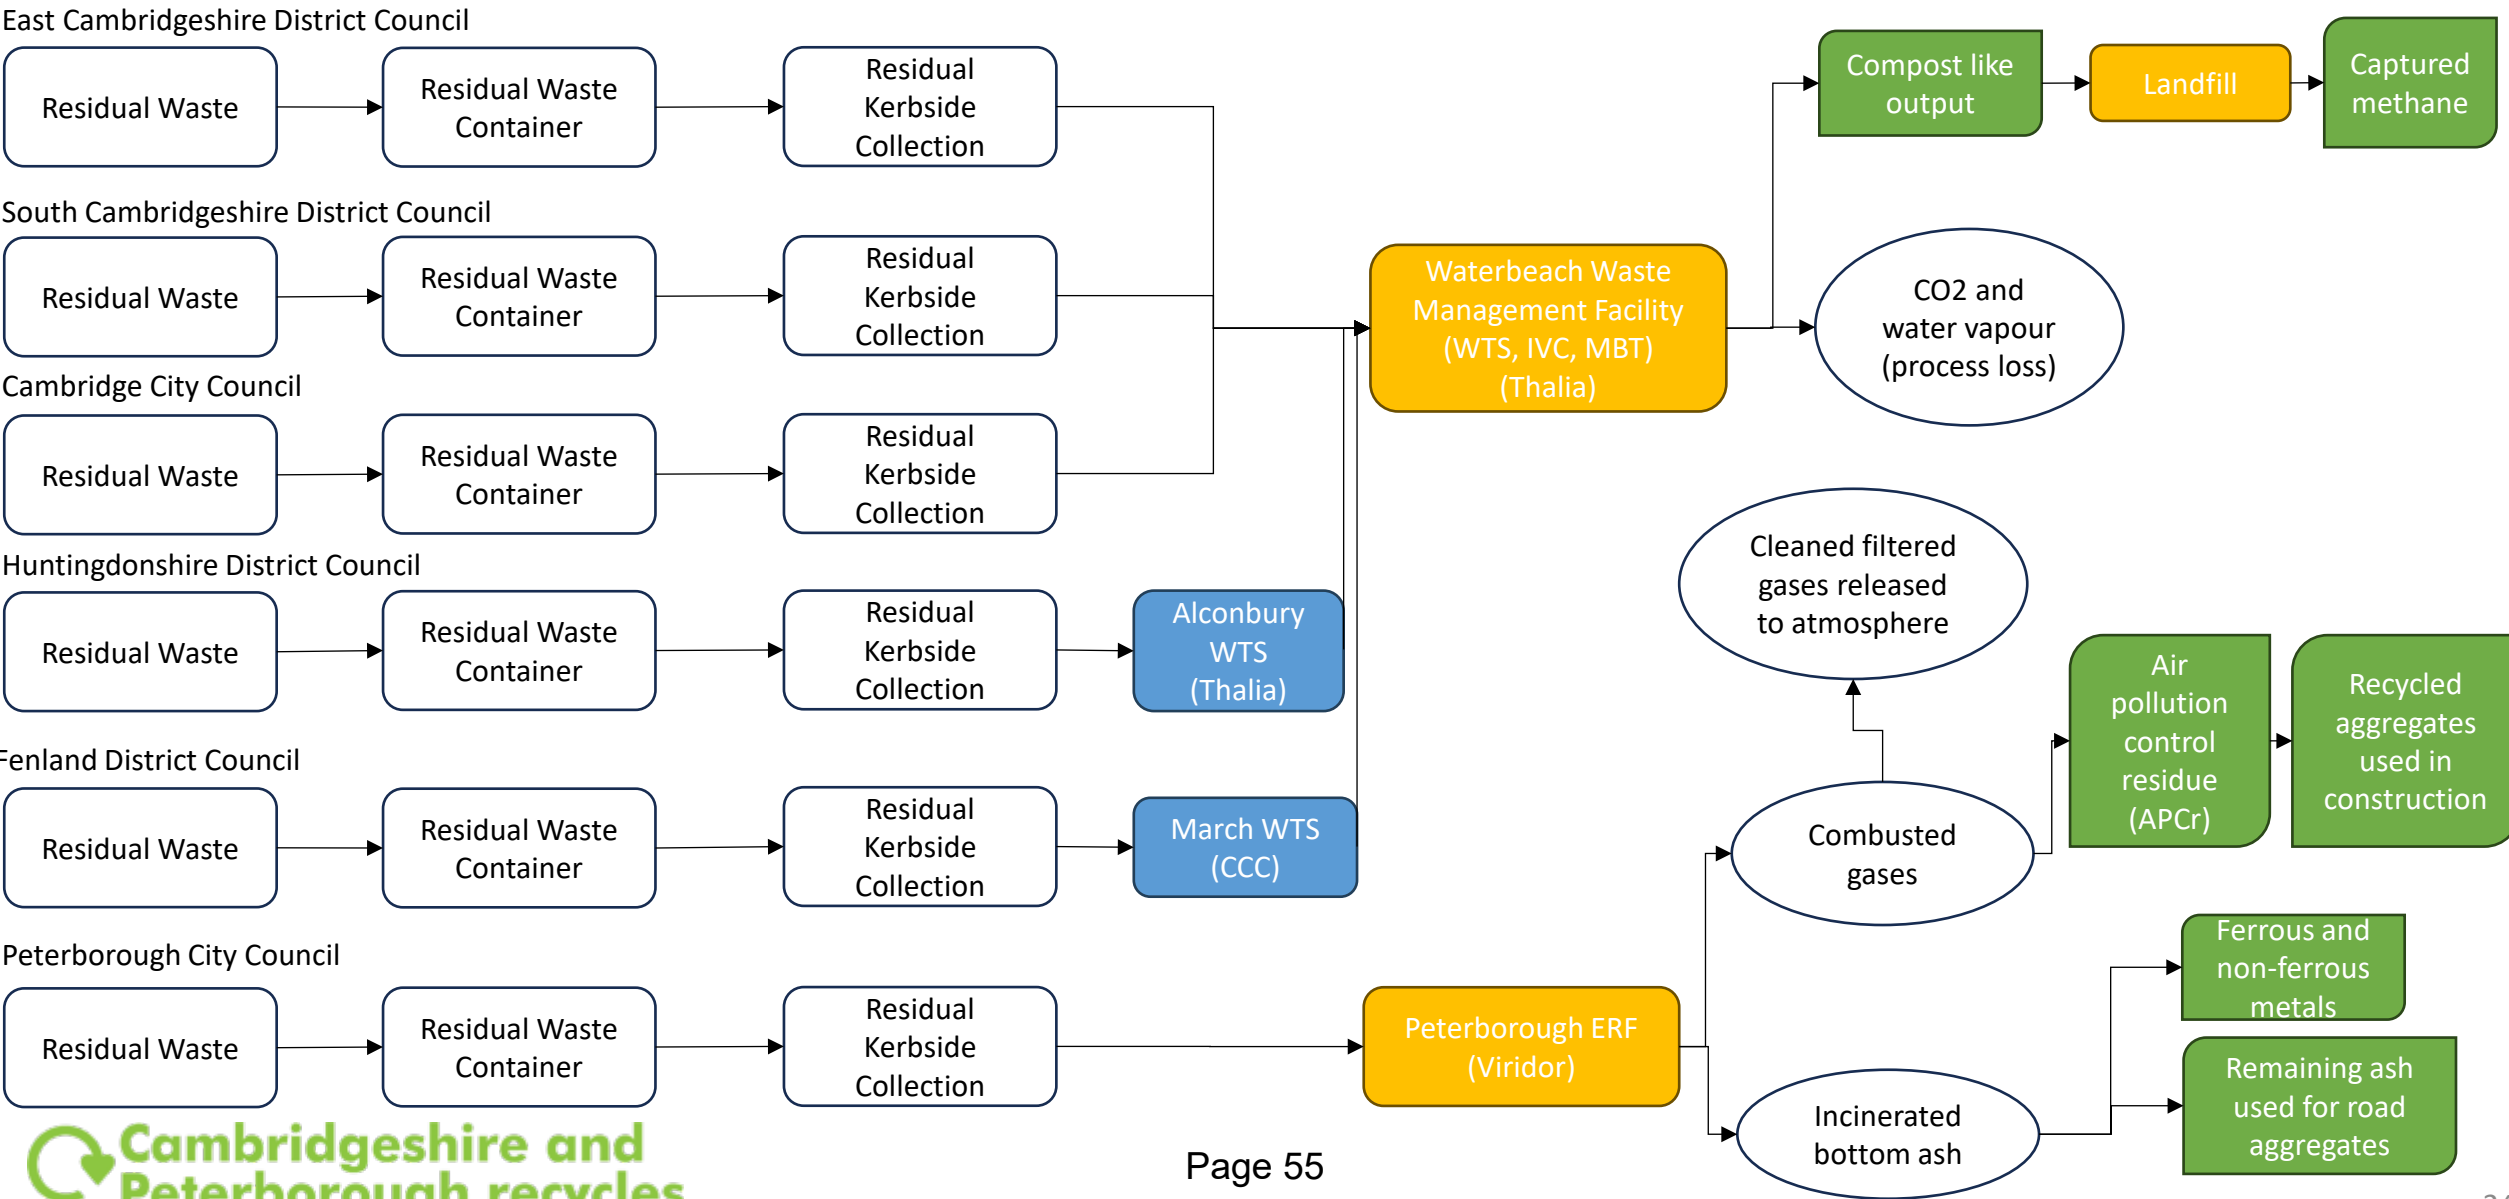 East Cambridgeshire District Council
Residual Waste
Residual Waste
Container
Residual
Kerbside
Collection
Compost like
output
Landfill
Captured
methane
South Cambridgeshire District Council
Residual Waste
Residual Waste
Container
Residual
Kerbside
Collection
Waterbeach Waste
Management Facility
(WTS, IVC, MBT)
(Thalia)
CO2 and
water vapour
(process loss)
Cambridge City Council
Residual Waste
Residual Waste
Container
Residual
Kerbside
Collection
Huntingdonshire District Council
Residual Waste
Residual Waste
Container
Residual
Kerbside
Collection
Alconbury
WTS
(Thalia)
Cleaned filtered
gases released
to atmosphere
Fenland District Council
Residual Waste
Residual Waste
Container
Residual
Kerbside
Collection
March WTS
(CCC)
Combusted
gases
Air
pollution
control
residue
(APCr)
Recycled
aggregates
used in
construction
Peterborough City Council
Residual Waste
Residual Waste
Container
Residual
Kerbside
Collection
Peterborough ERF
(Viridor)
Incinerated
bottom ash
Ferrous and
non-ferrous
metals
Remaining ash
used for road
aggregates
Cambridgeshire and
Peterborough recycles
Page 55